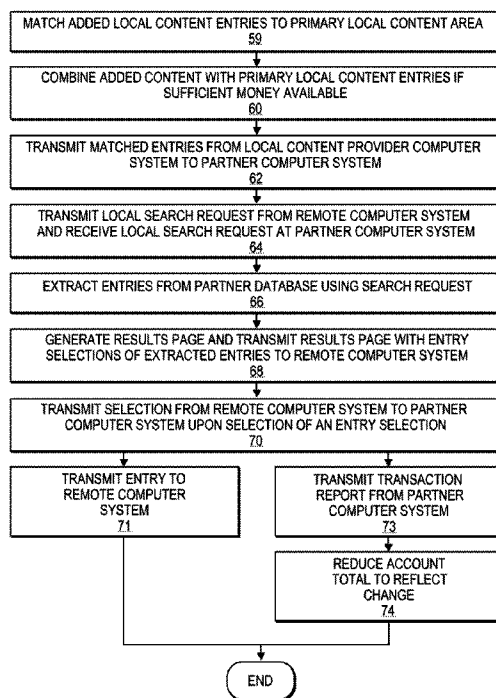 MATCH ADDED LOCAL CONTENT ENTRIES TO PRIMARY LOCAL CONTENT AREA
59
COMBINE ADDED CONTENT WITH PRIMARY LOCAL CONTENT ENTRIES IF
SUFFICIENT MONEY AVAILABLE
60
TRANSMIT MATCHED ENTRIES FROM LOCAL CONTENT PROVIDER COMPUTER
SYSTEM TO PARTNER COMPUTER SYSTEM
62
TRANSMIT LOCAL SEARCH REQUEST FROM REMOTE COMPUTER SYSTEM
AND RECEIVE LOCAL SEARCH REQUEST AT PARTNER COMPUTER SYSTEM
64
EXTRACT ENTRIES FROM PARTNER DATABASE USING SEARCH REQUEST
66
GENERATE RESULTS PAGE AND TRANSMIT RESULTS PAGE WITH ENTRY
SELECTIONS OF EXTRACTED ENTRIES TO REMOTE COMPUTER SYSTEM
68
TRANSMIT SELECTION FROM REMOTE COMPUTER SYSTEM TO PARTNER
COMPUTER SYSTEM UPON SELECTION OF AN ENTRY SELECTION
70
TRANSMIT ENTRY TO
REMOTE COMPUTER
SYSTEM
71
TRANSMIT TRANSACTION
REPORT FROM PARTNER
COMPUTER SYSTEM
73
REDUCE ACCOUNT
TOTAL TO REFLECT
CHANGE
74
END